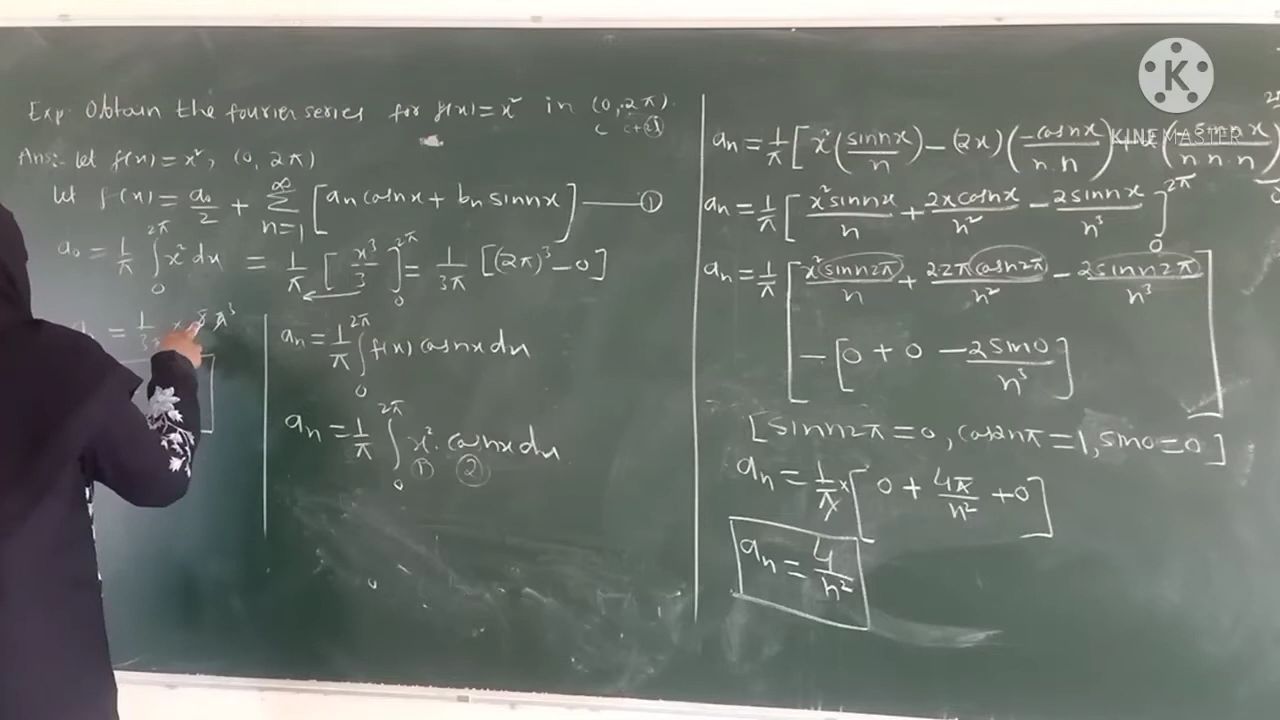 Exp: Obtain the fourier series for f(x) = x² in (0, 2π).
Ans:- let f(x) = x², (0, 2π)
let f(x) = a₀/2 + ∞ Σ n=1 [an cosnx + bn sinnx] — ①
a₀ = 1/π ∫₀^2π x² dx = 1/π [x³/3]₀^2π = 1/3π [(2π)³ - 0]
= 1/3π × 8π³
an = 1/π ∫₀^2π f(x) cosnx dx
an = 1/π ∫₀^2π x² · cosnx dx
① ②
an = 1/π [x² (sinnx/n) - (2x) (-cosnx/n.n) + (-sinnx/n.n.n)
an = 1/π [x² sinnx/n + 2x cosnx/n² - 2 sinnx/n³]₀^2π
an = 1/π [x² sinn2π/n + 2 2π cosn2π/n² - 2 sinn2π/n³
- [0 + 0 - 2 sin0/n³]]
[sinn2π = 0, cos2nπ = 1, sin0 = 0]
an = 1/π × [0 + 4π/n² + 0]
an = 4/n²
K
KINEMASTER